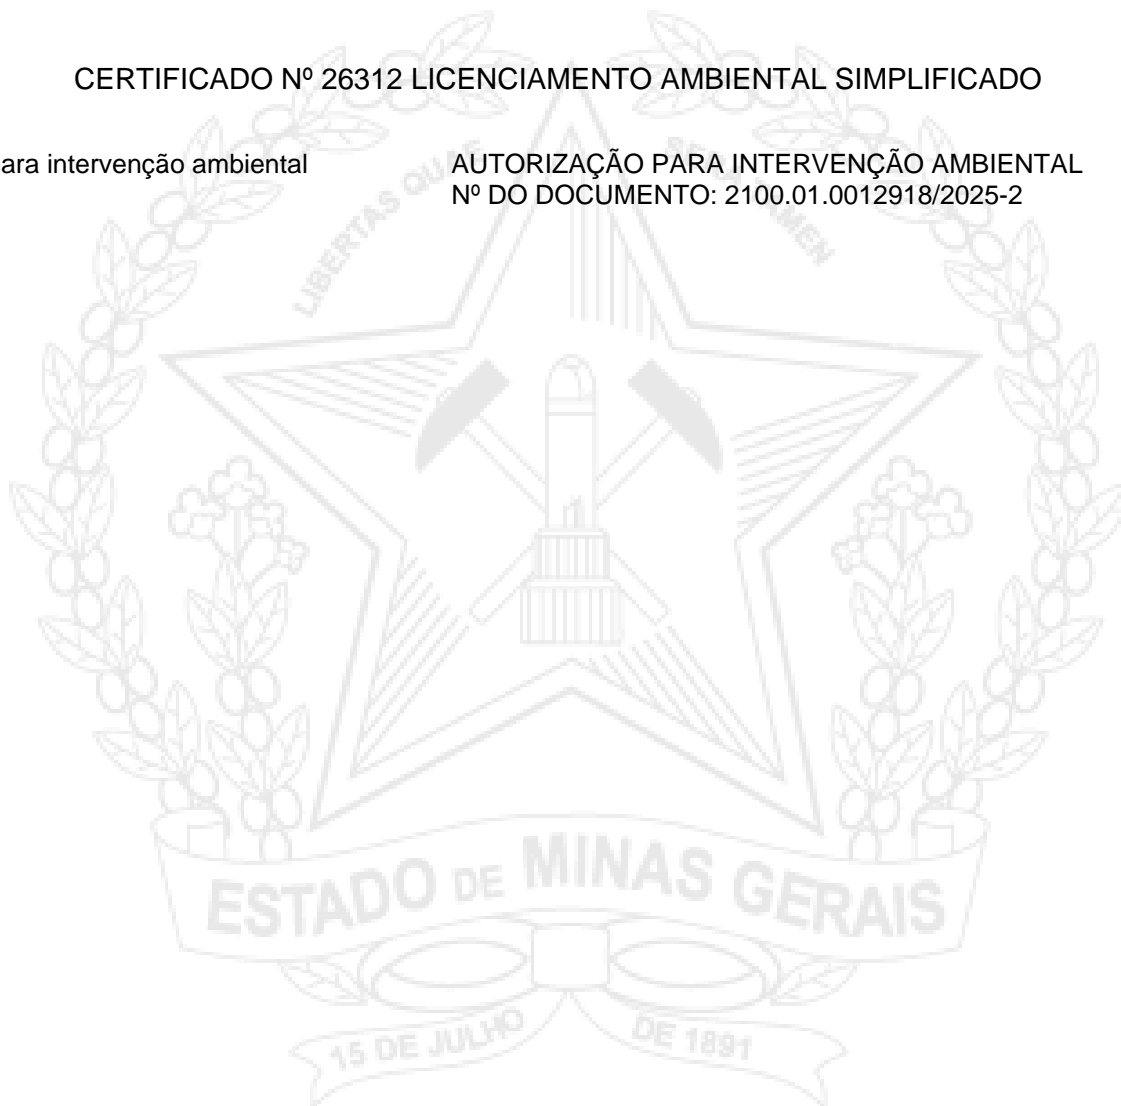 CERTIFICADO Nº 26312 LICENCIAMENTO AMBIENTAL SIMPLIFICADO
ara intervenção ambiental
AUTORIZAÇÃO PARA INTERVENÇÃO AMBIENTAL
Nº DO DOCUMENTO: 2100.01.0012918/2025-2
LIBERTAS QUAE SERA TAMEN
ESTADO DE MINAS GERAIS
15 DE JULHO DE 1891